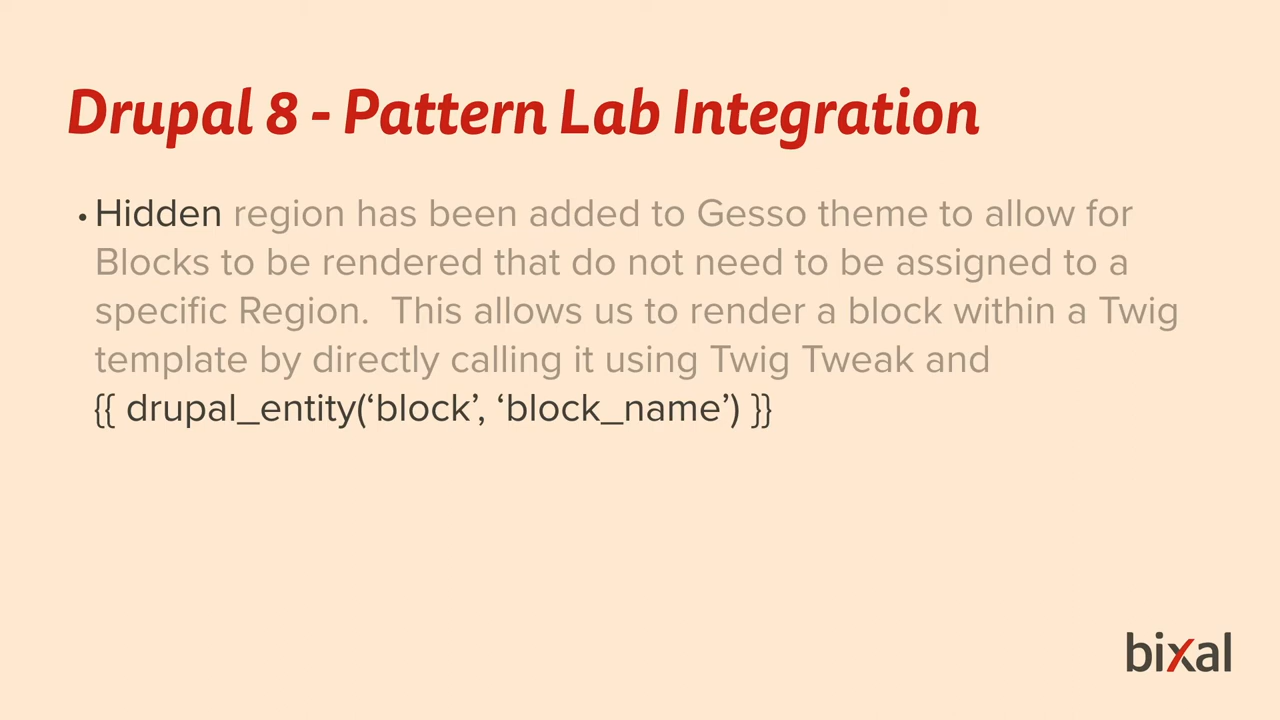 Drupal 8 - Pattern Lab Integration
• Hidden region has been added to Gesso theme to allow for
Blocks to be rendered that do not need to be assigned to a
specific Region.  This allows us to render a block within a Twig
template by directly calling it using Twig Tweak and
{{ drupal_entity(‘block’, ‘block_name’) }}
bixal